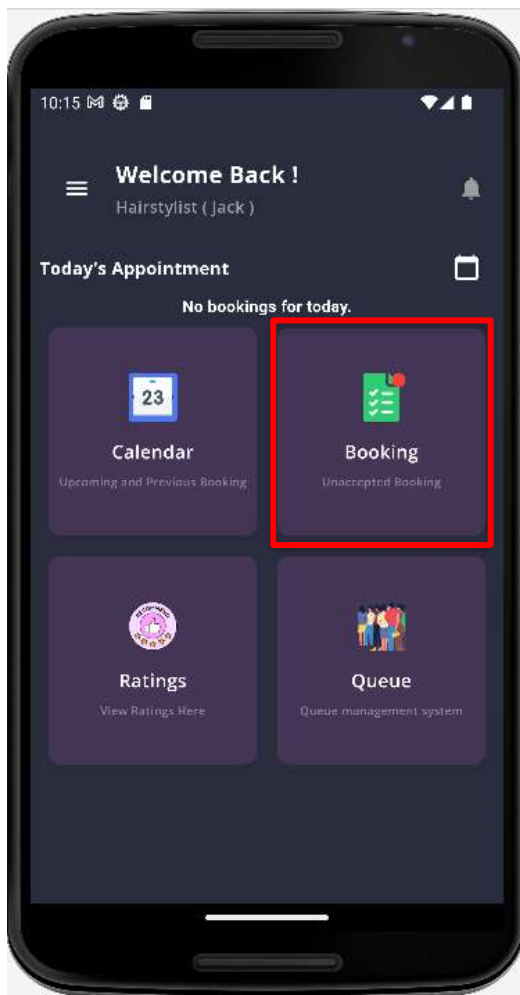 10:15
Welcome Back !
Hairstylist ( Jack )
Today's Appointment
No bookings for today.
23
Calendar
Upcoming and Previous Booking
Booking
Unaccepted Booking
RECOMMEND
Ratings
View Ratings Here
Queue
Queue management system